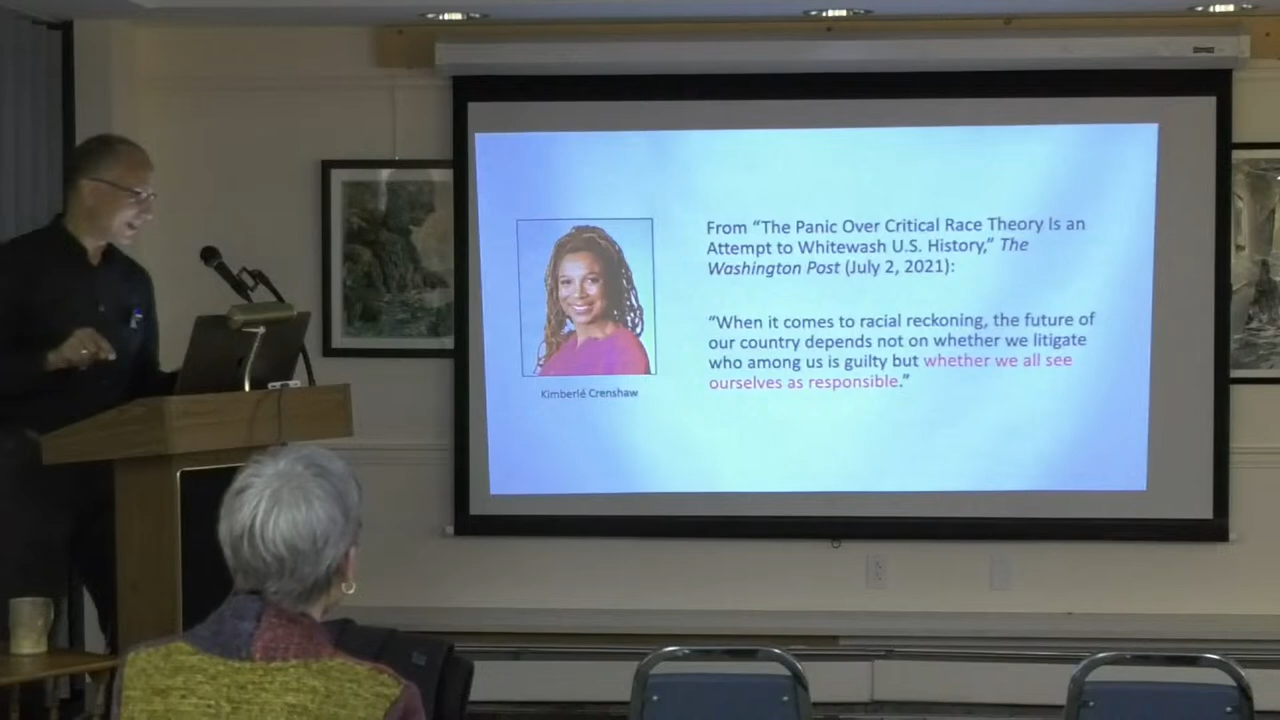 From “The Panic Over Critical Race Theory Is an
Attempt to Whitewash U.S. History,” The
Washington Post (July 2, 2021):
“When it comes to racial reckoning, the future of
our country depends not on whether we litigate
who among us is guilty but whether we all see
ourselves as responsible.”
Kimberlé Crenshaw